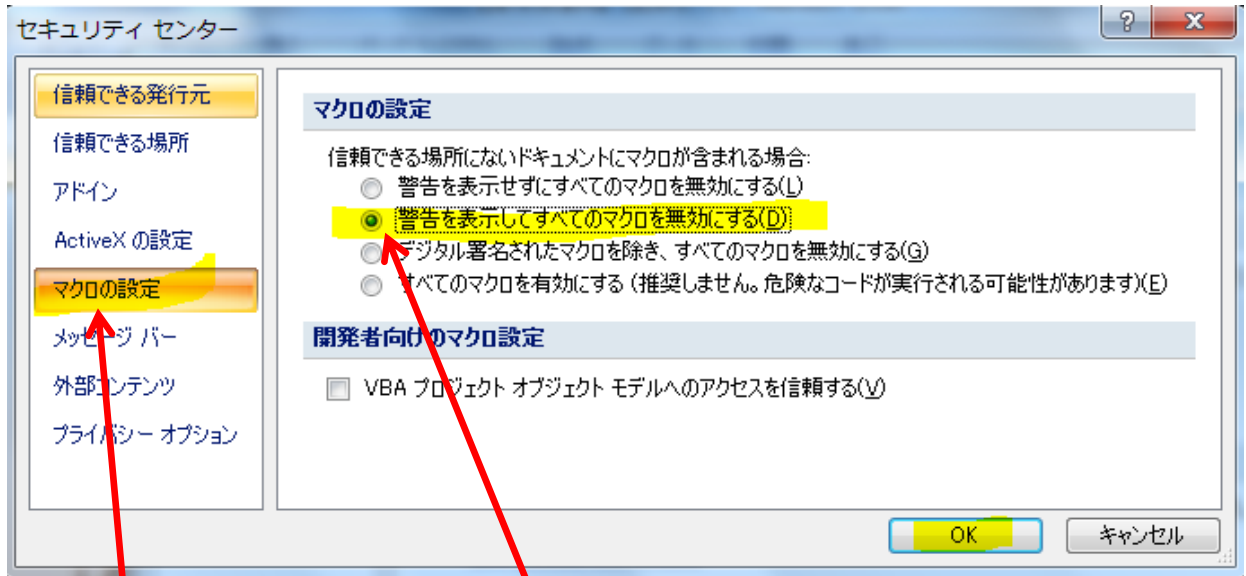 セキュリティ センター
信頼できる発行元
信頼できる場所
アドイン
ActiveX の設定
マクロの設定
メッセージ バー
外部コンテンツ
プライバシー オプション
マクロの設定
信頼できる場所にないドキュメントにマクロが含まれる場合:
警告を表示せずにすべてのマクロを無効にする(L)
警告を表示してすべてのマクロを無効にする(D)
デジタル署名されたマクロを除き、すべてのマクロを無効にする(G)
すべてのマクロを有効にする (推奨しません。危険なコードが実行される可能性があります)(E)
開発者向けのマクロ設定
VBA プロジェクト オブジェクト モデルへのアクセスを信頼する(V)
OK
キャンセル